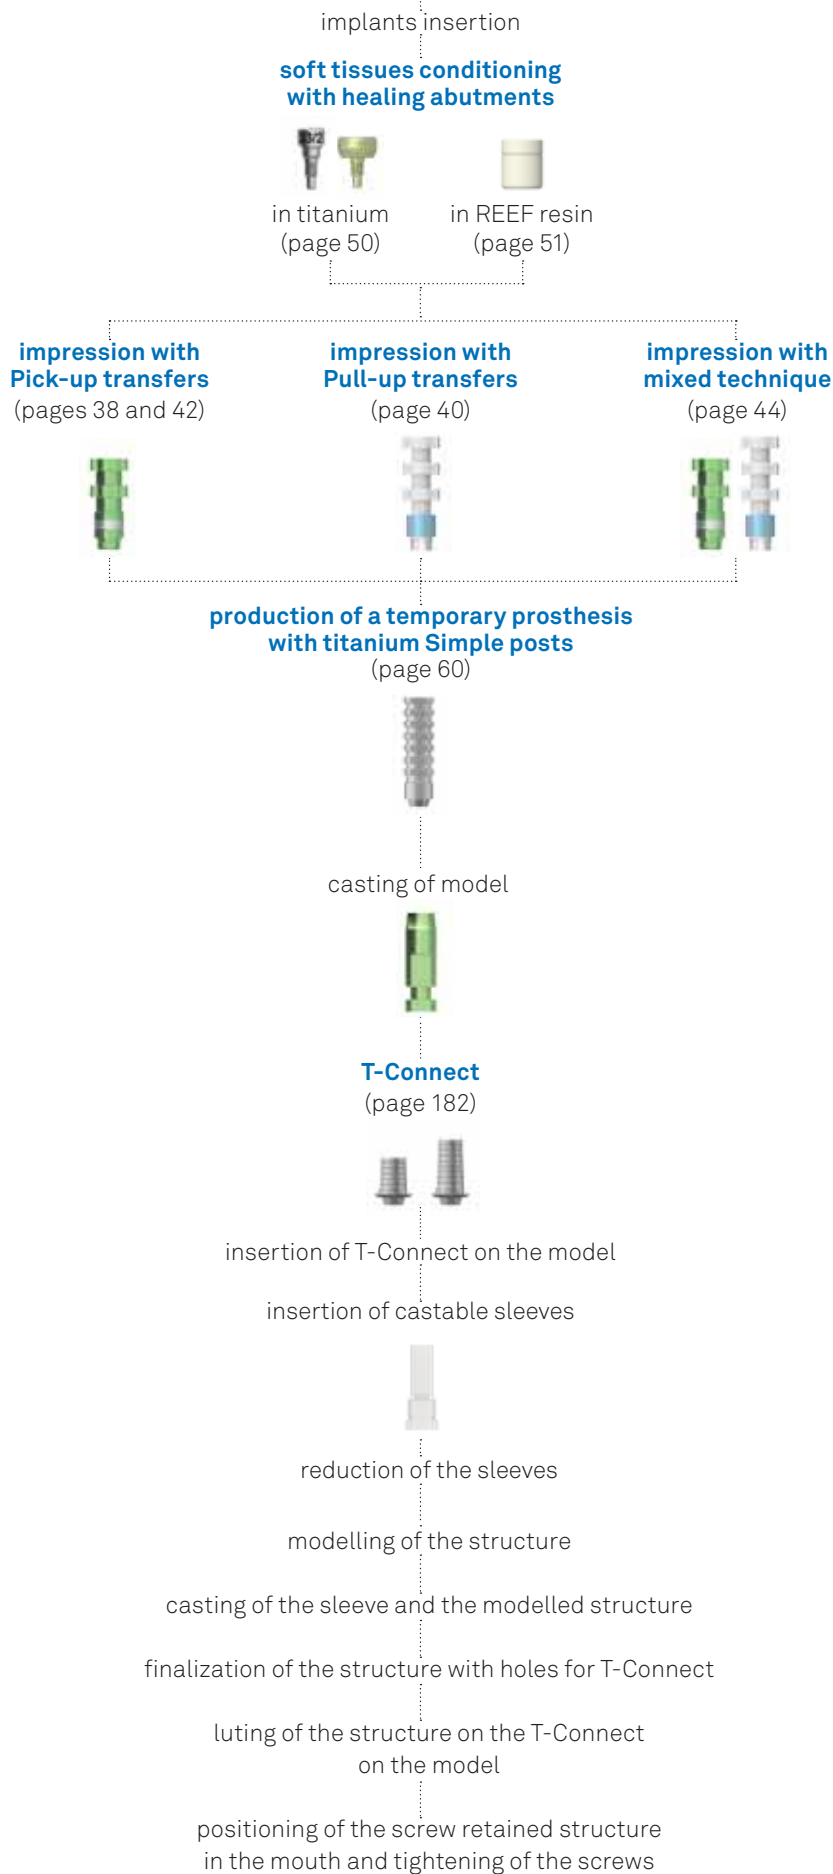 implants insertion
soft tissues conditioning
with healing abutments
in titanium
(page 50)
in REEF resin
(page 51)
impression with
Pick-up transfers
(pages 38 and 42)
impression with
Pull-up transfers
(page 40)
impression with
mixed technique
(page 44)
production of a temporary prosthesis
with titanium Simple posts
(page 60)
casting of model
T-Connect
(page 182)
insertion of T-Connect on the model
insertion of castable sleeves
reduction of the sleeves
modelling of the structure
casting of the sleeve and the modelled structure
finalization of the structure with holes for T-Connect
luting of the structure on the T-Connect
on the model
positioning of the screw retained structure
in the mouth and tightening of the screws